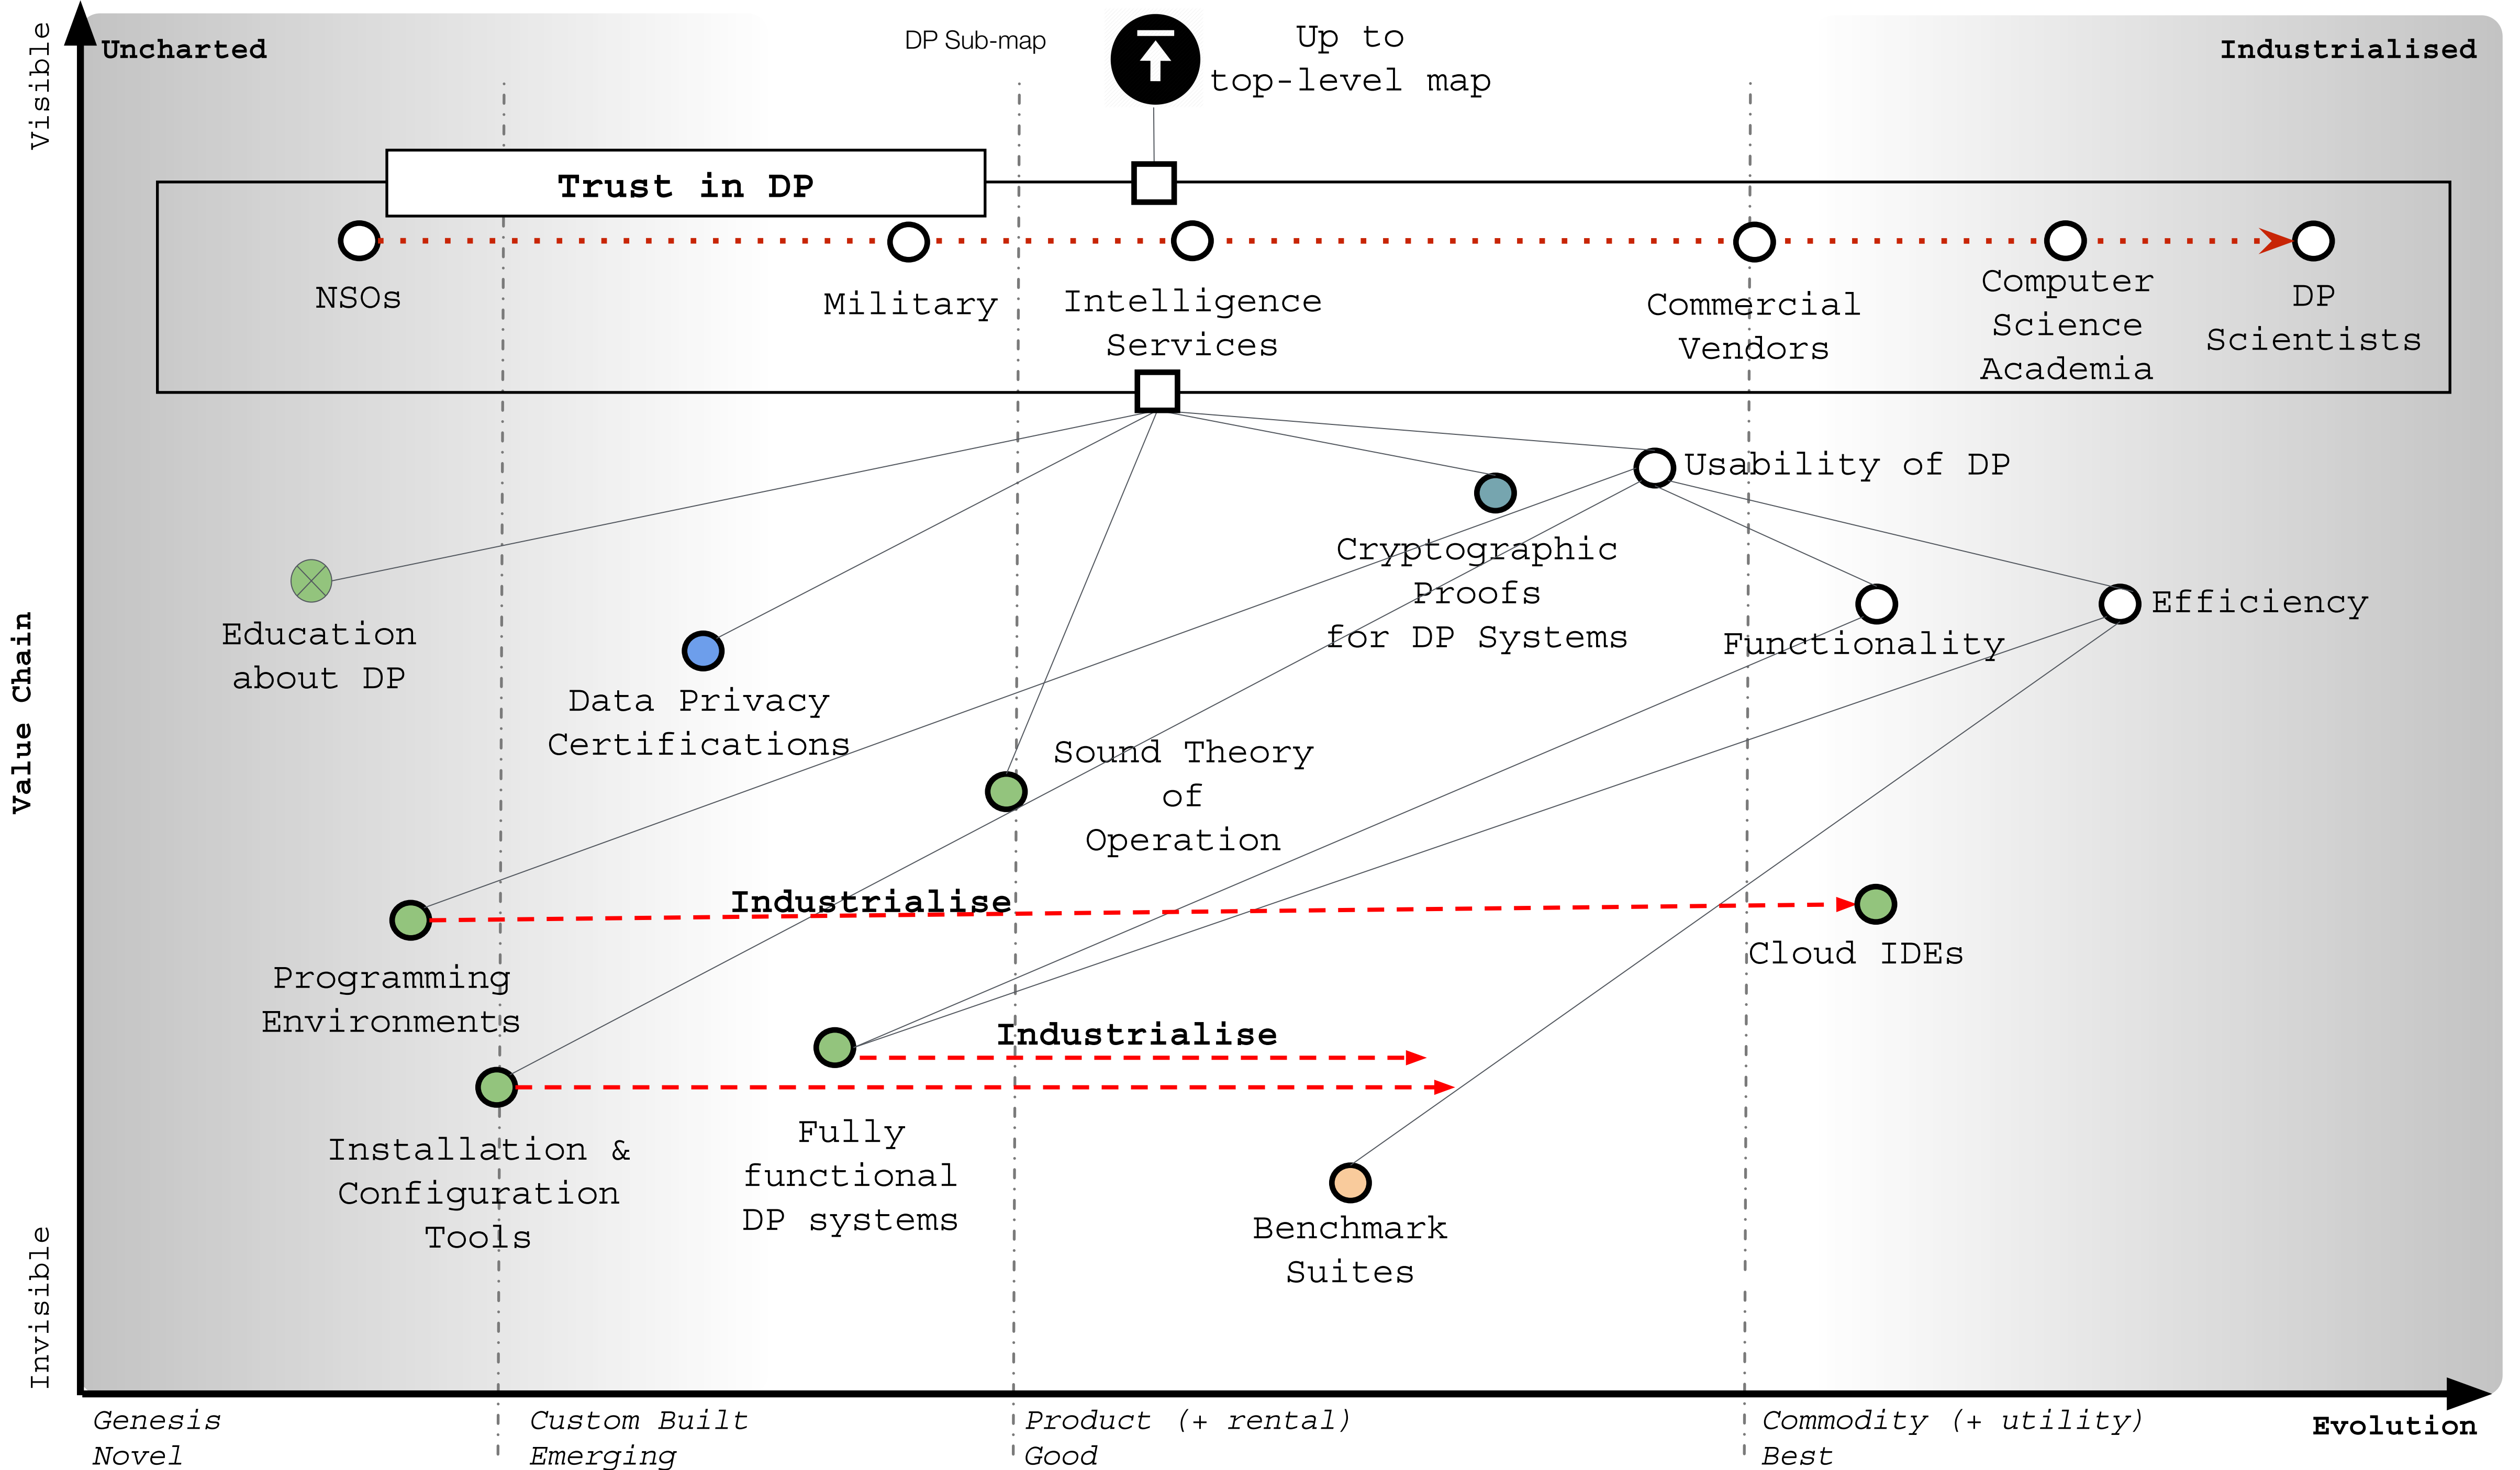 DP Sub-map
Up to
top-level map
Uncharted
Industrialised
Visible
Trust in DP
NSOs
Military
Intelligence
Services
Commercial
Vendors
Computer
Science
Academia
DP
Scientists
Usability of DP
Cryptographic
Proofs
for DP Systems
Education
about DP
Functionality
Efficiency
Value Chain
Data Privacy
Certifications
Sound Theory
of
Operation
Industrialise
Programming
Environments
Cloud IDEs
Industrialise
Installation &
Configuration
Tools
Fully
functional
DP systems
Benchmark
Suites
Invisible
Genesis
Novel
Custom Built
Emerging
Product (+ rental)
Good
Commodity (+ utility)
Best
Evolution